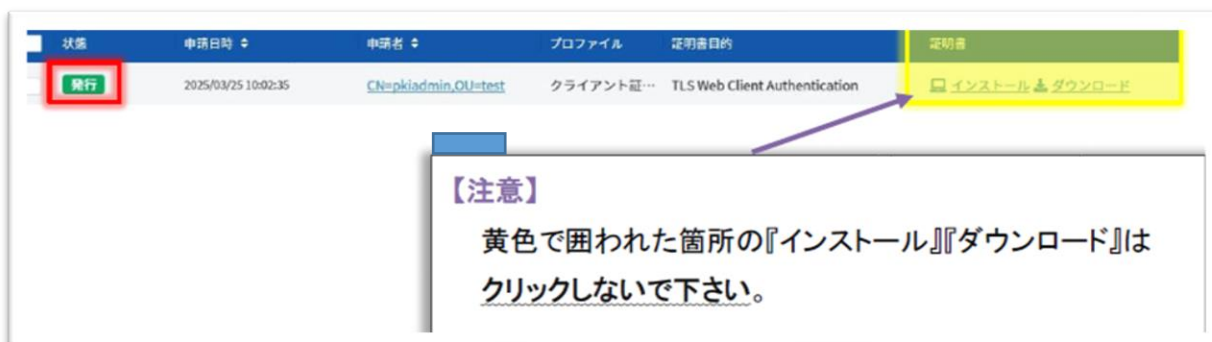 状態 申請日時 申請者 プロファイル 証明書目的 証明書
発行 2025/03/25 10:02:35 CN=pkiadmin,OU=test クライアント証… TLS Web Client Authentication インストール ダウンロード
【注意】
黄色で囲われた箇所の『インストール』『ダウンロード』は
クリックしないで下さい。